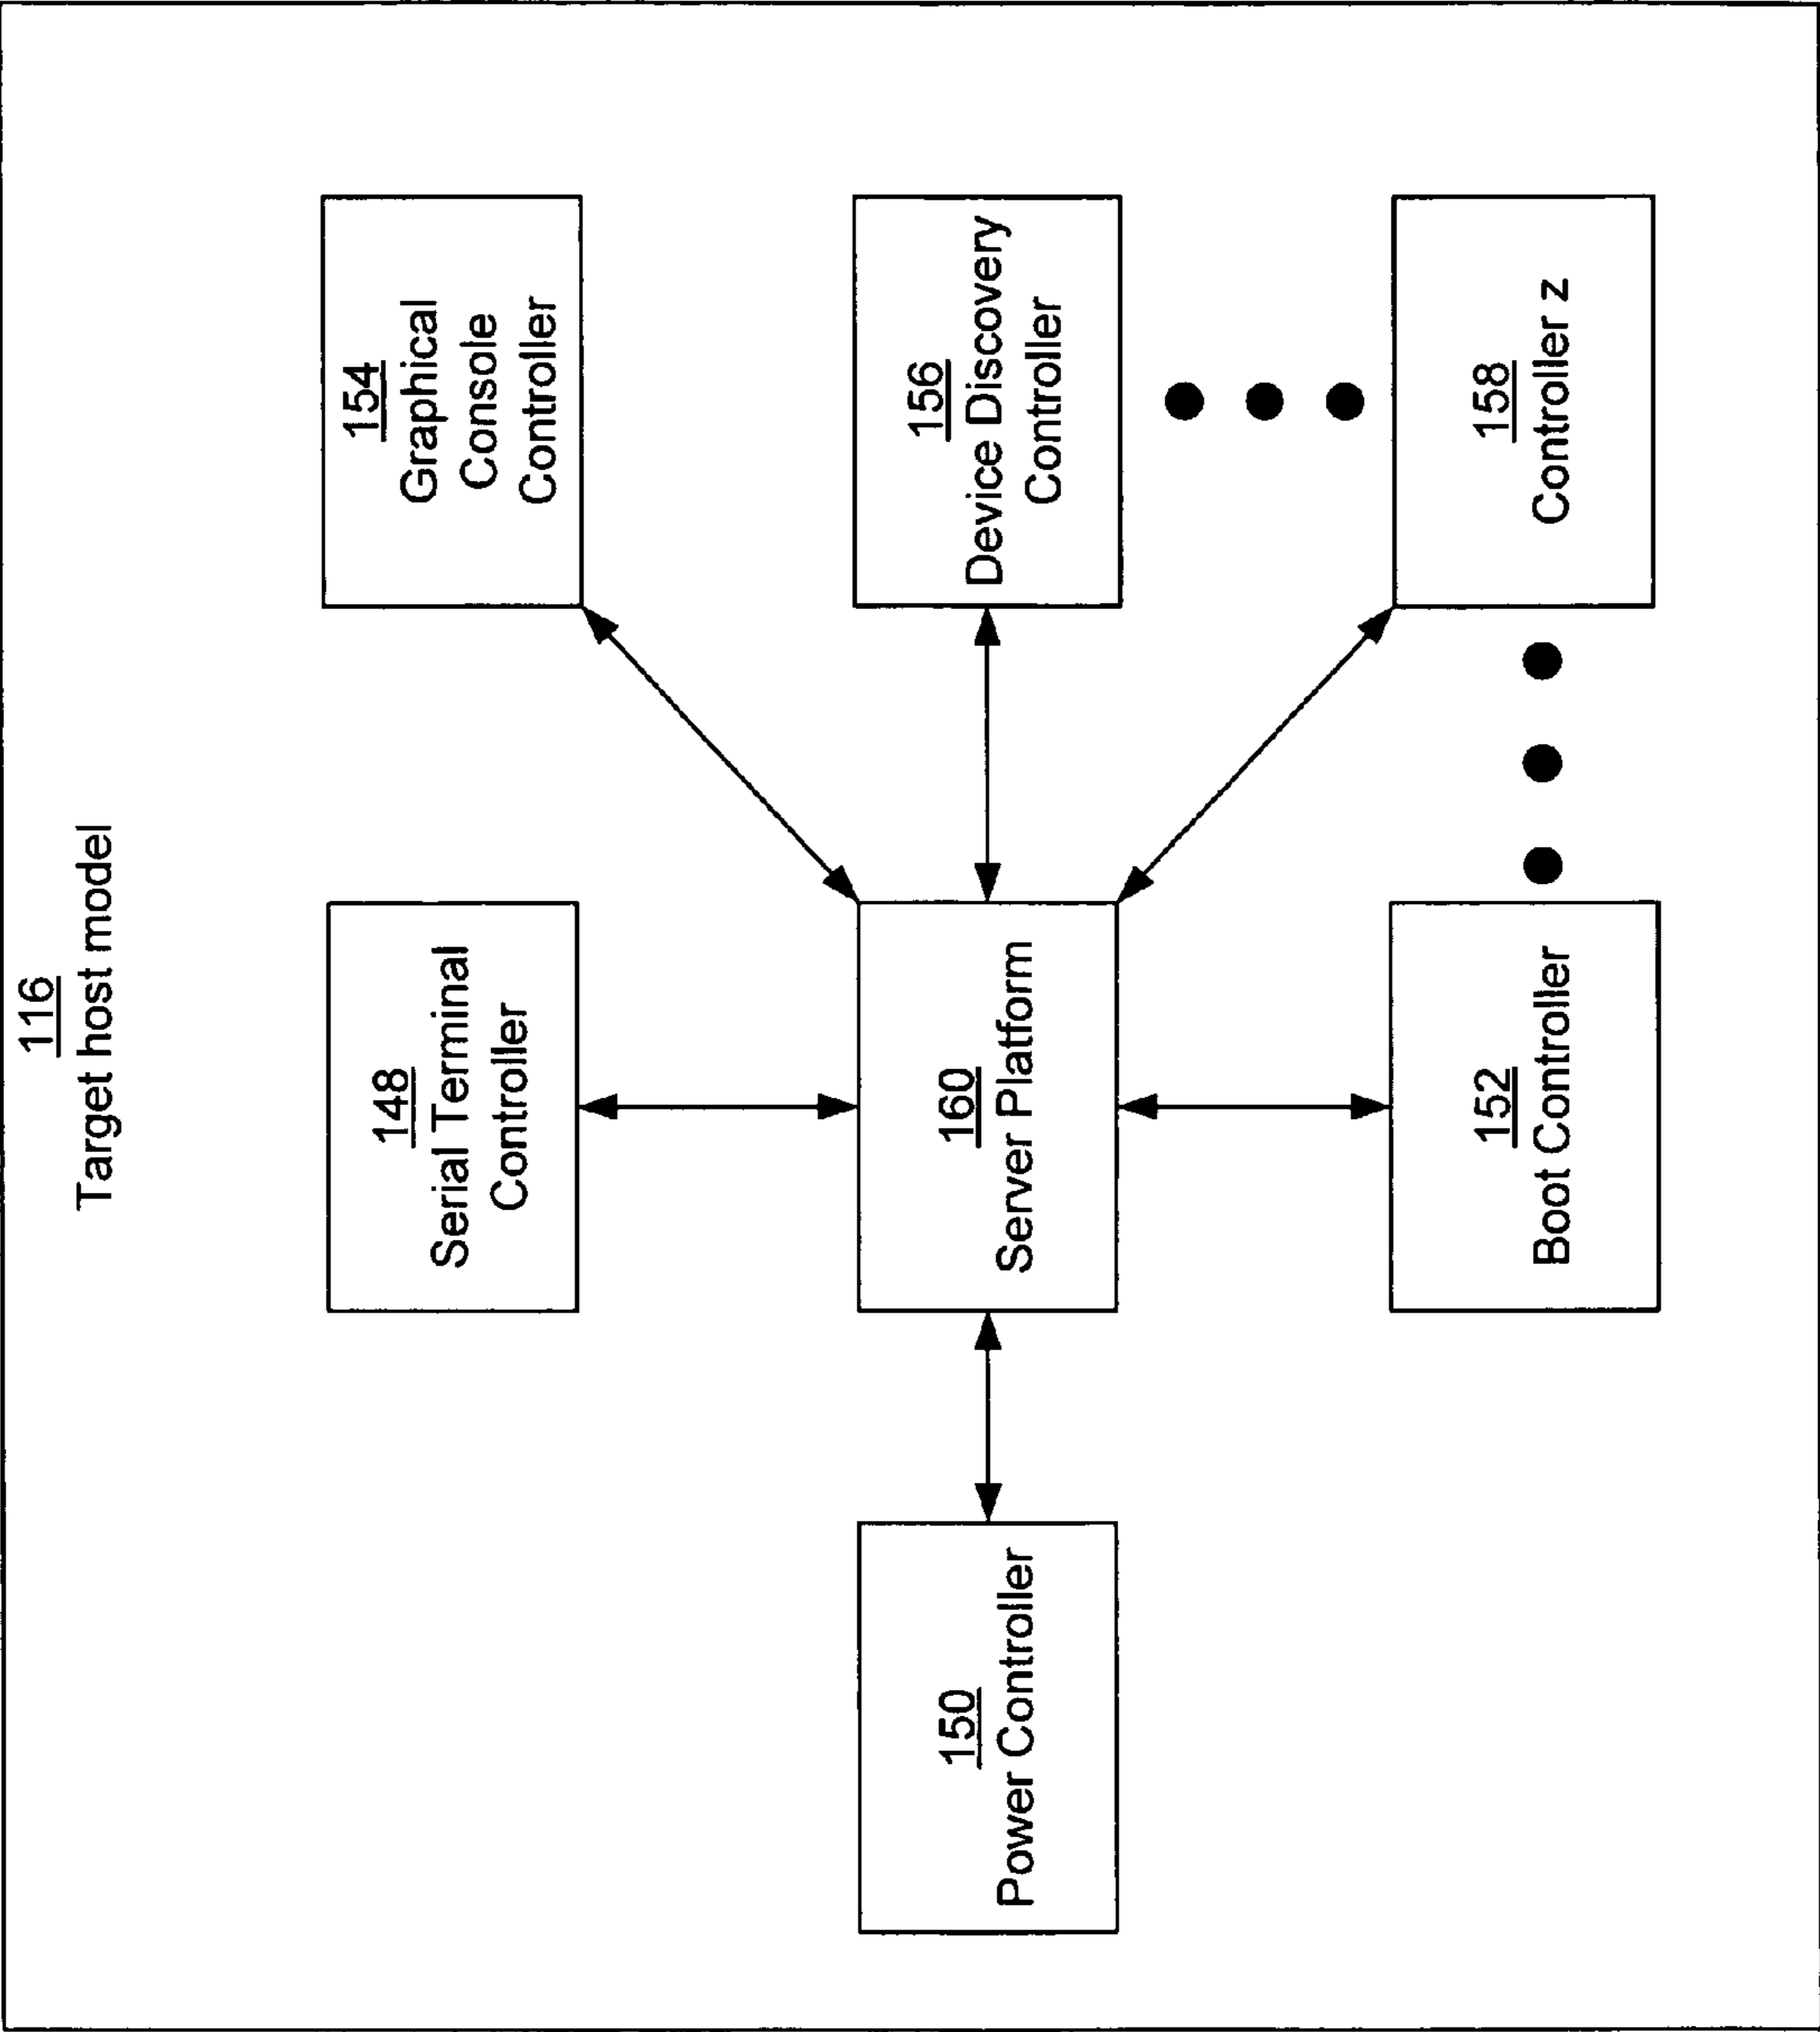 116
Target host model
148
Serial Terminal
Controller
154
Graphical
Console
Controller
150
Power Controller
160
Server Platform
156
Device Discovery
Controller
152
Boot Controller
158
Controller z